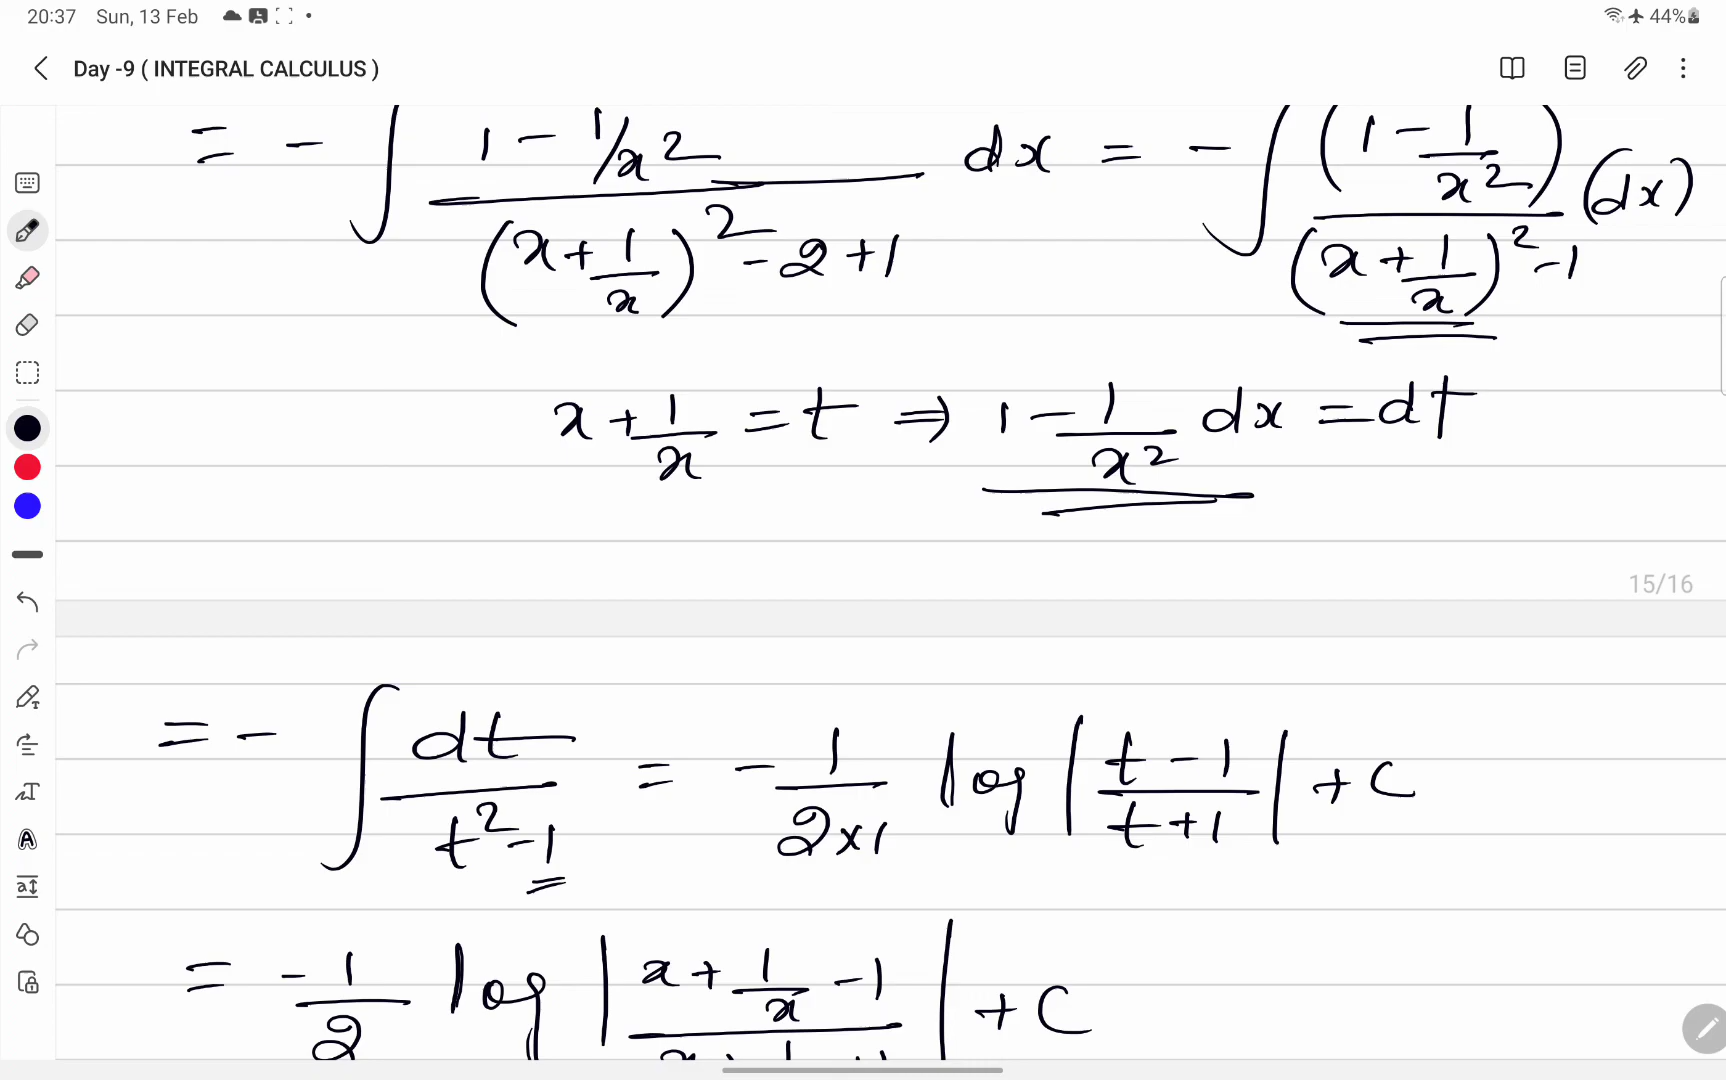 20:37 Sun, 13 Feb 44%
Day -9 ( INTEGRAL CALCULUS )
= - ∫ (1 - 1/x²) / ((x + 1/x)² - 2 + 1) dx = - ∫ (1 - 1/x²) / ((x + 1/x)² - 1) (dx)
x + 1/x = t ⇒ 1 - 1/x² dx = dt
15/16
= - ∫ dt / (t² - 1) = - 1/(2×1) log | (t - 1)/(t + 1) | + C
= - 1/2 log | (x + 1/x - 1)/(x + 1/x + 1) | + C